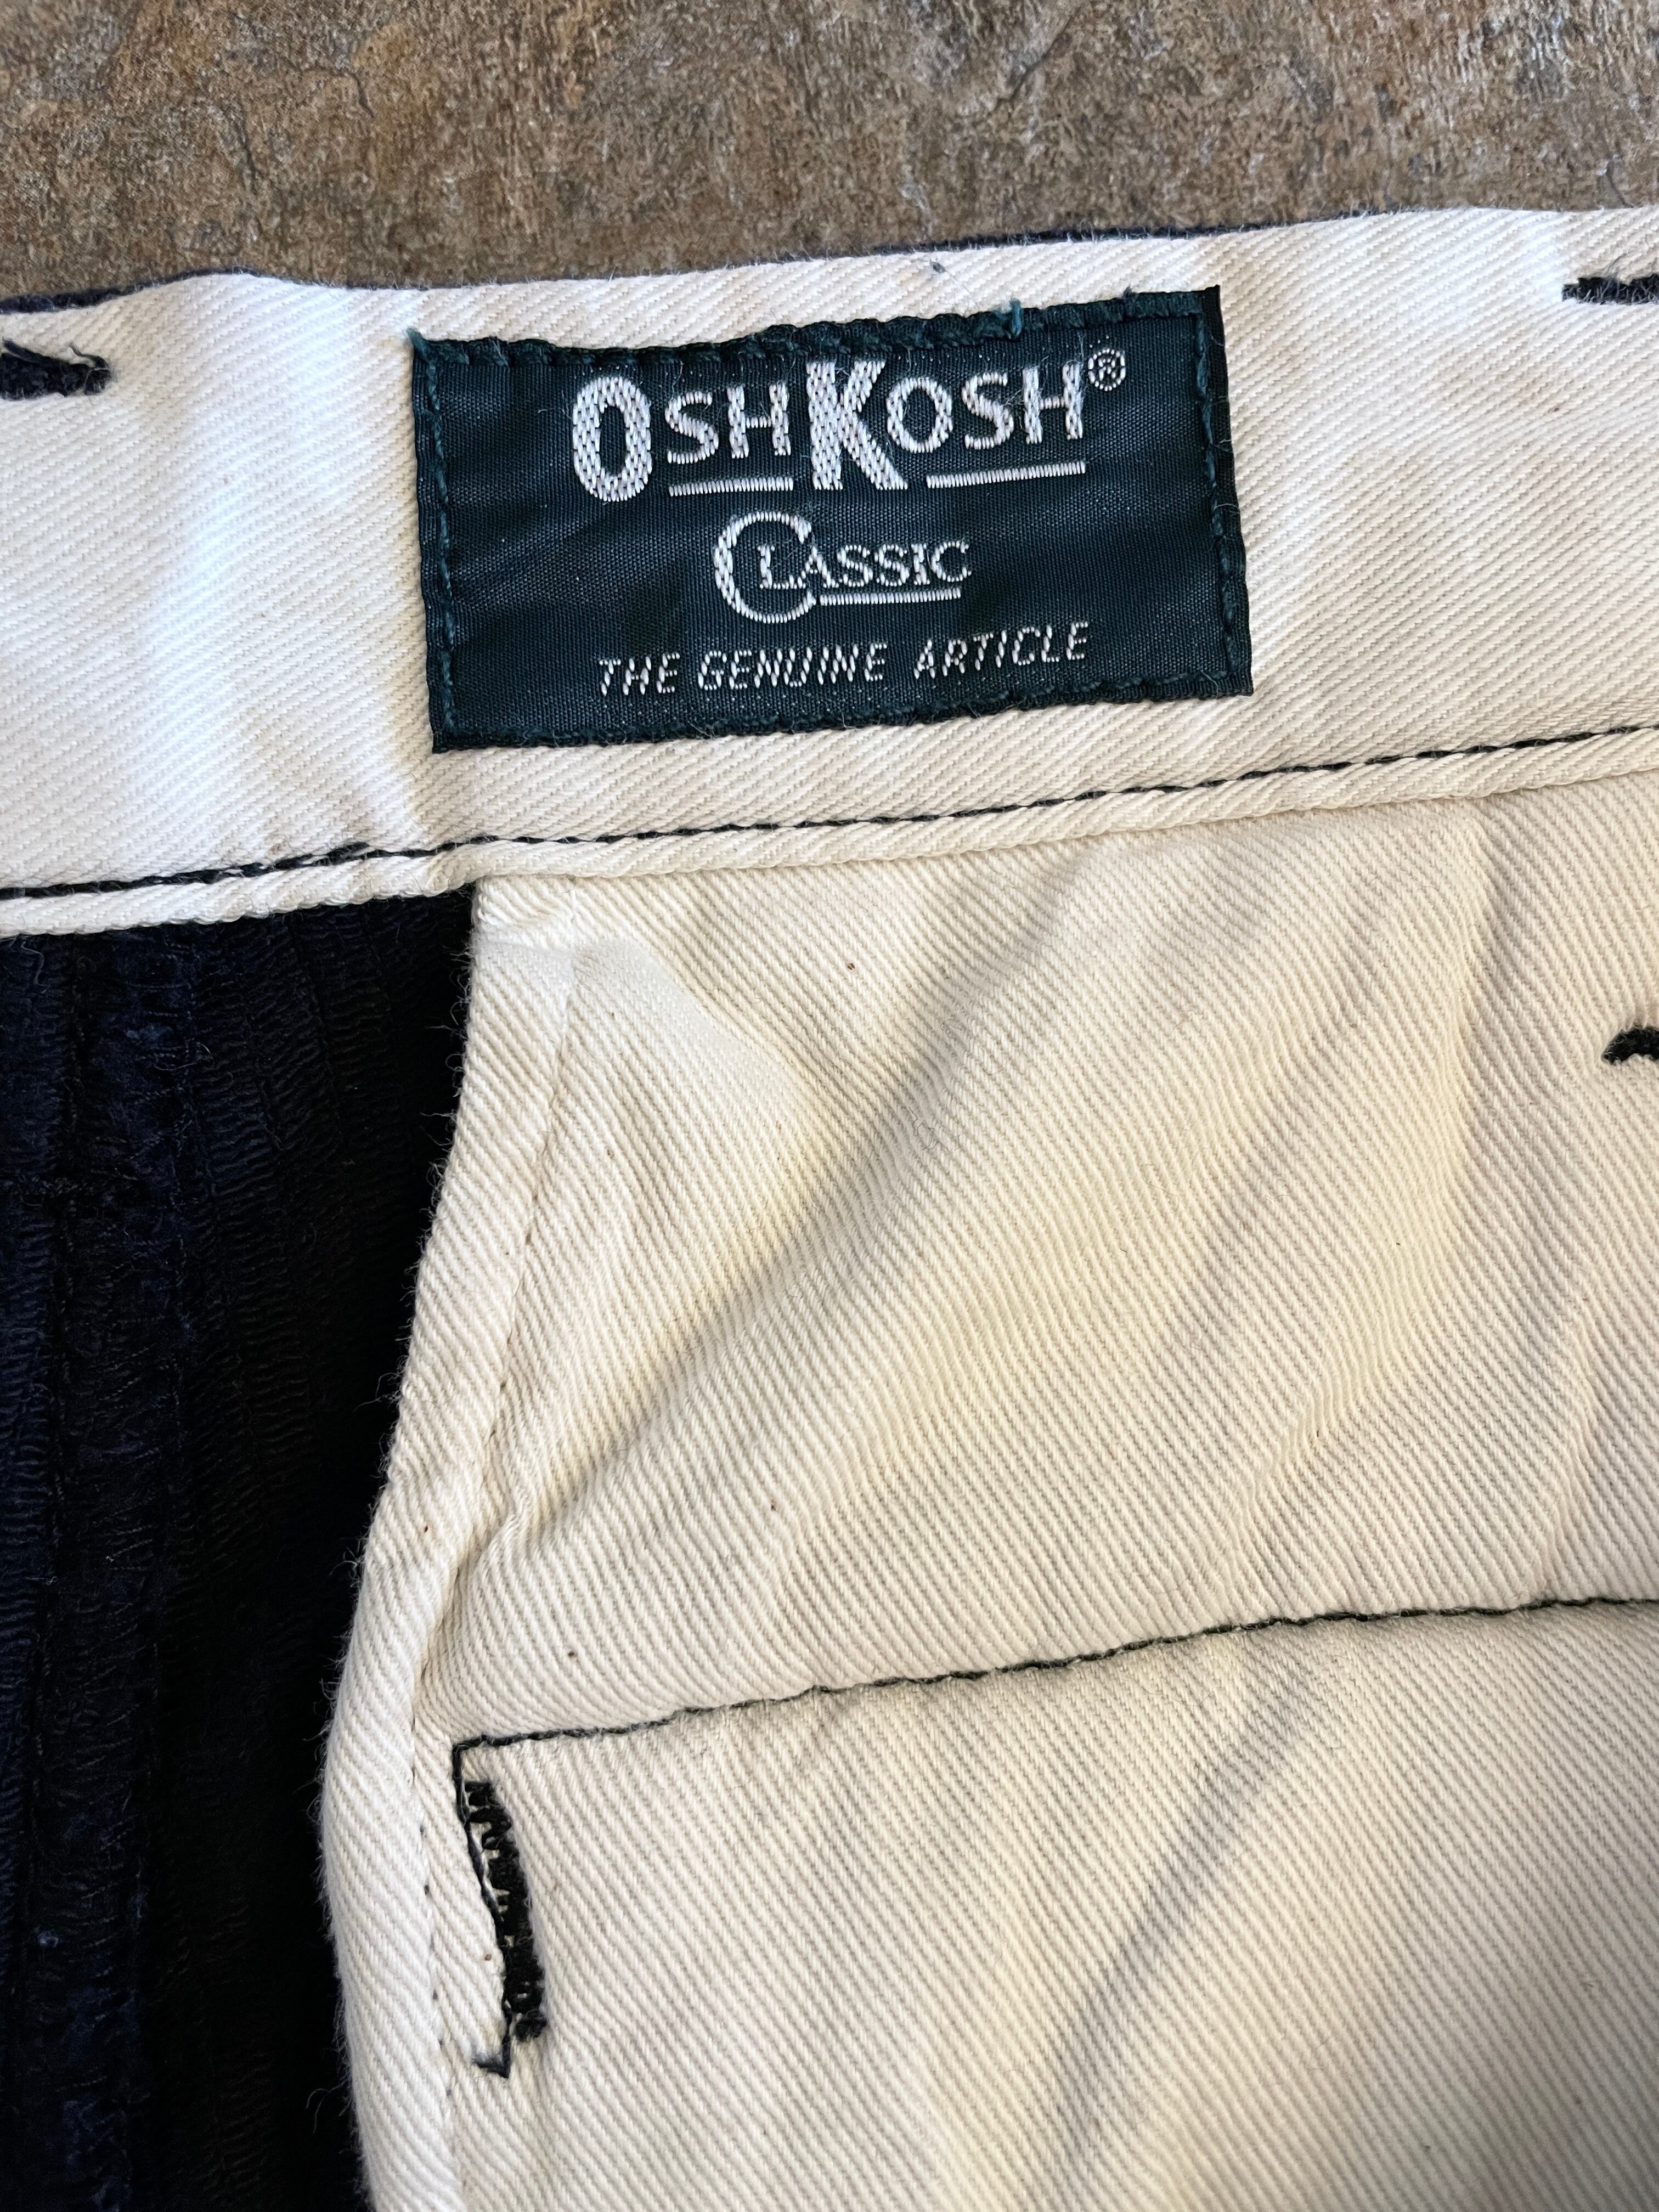 OSHKOSH®
CLASSIC
THE GENUINE ARTICLE